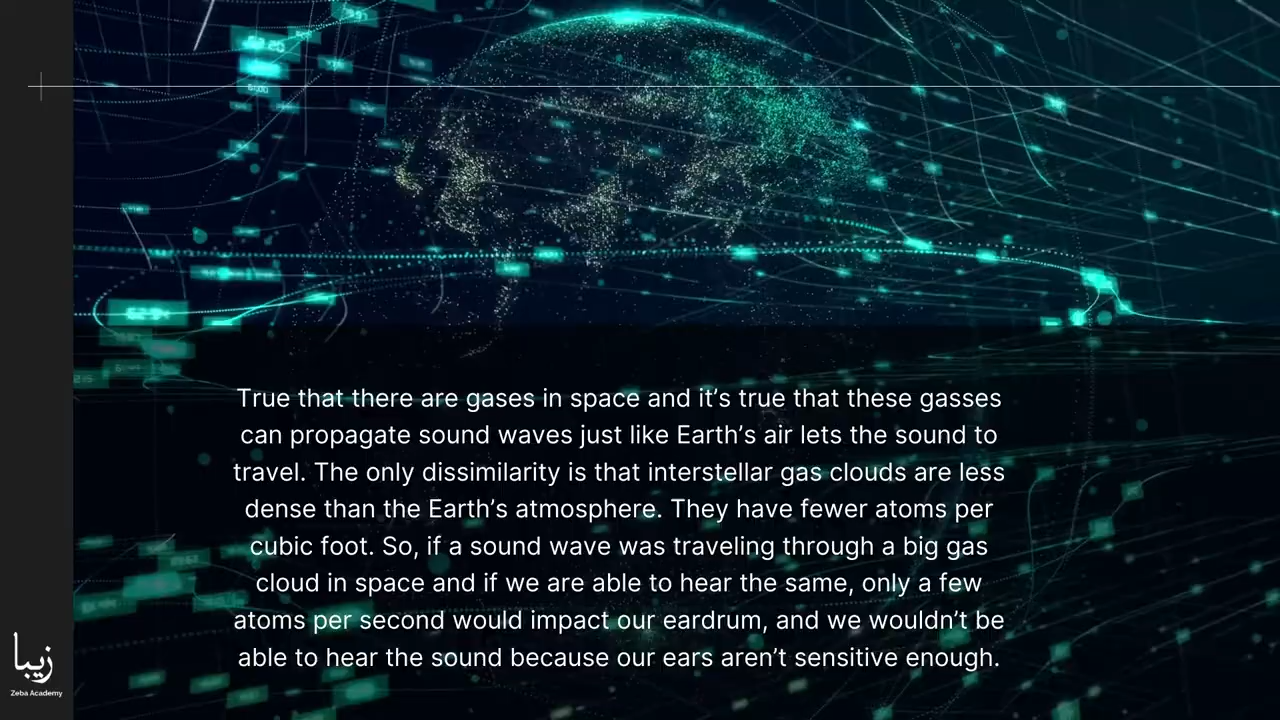 True that there are gases in space and it’s true that these gasses
can propagate sound waves just like Earth’s air lets the sound to
travel. The only dissimilarity is that interstellar gas clouds are less
dense than the Earth’s atmosphere. They have fewer atoms per
cubic foot. So, if a sound wave was traveling through a big gas
cloud in space and if we are able to hear the same, only a few
atoms per second would impact our eardrum, and we wouldn’t be
able to hear the sound because our ears aren’t sensitive enough.
زیبا
Zeba Academy